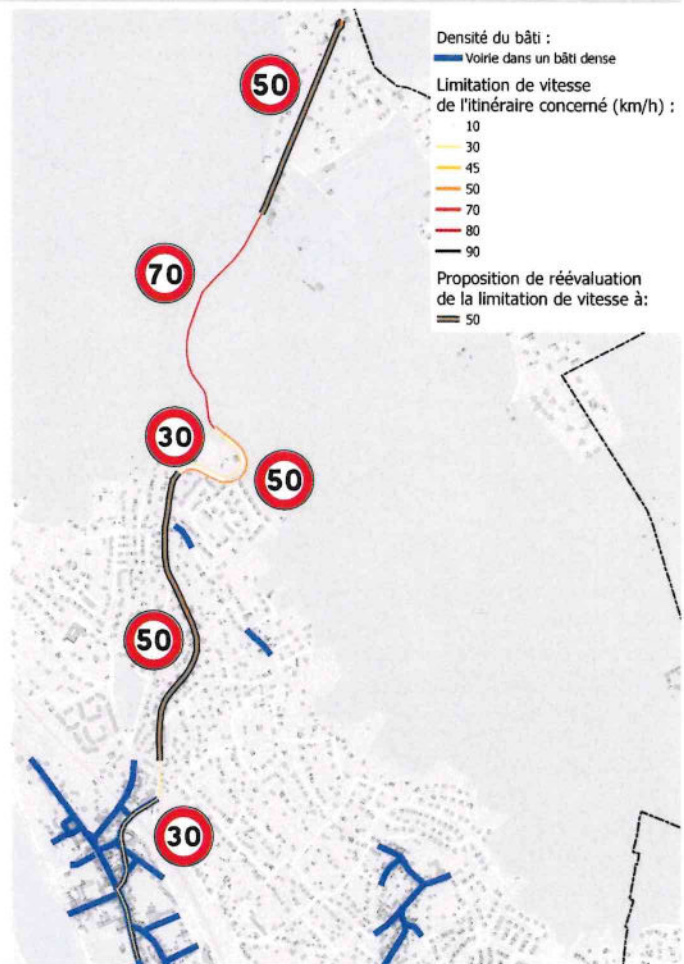 Densité du bâti :
Voirie dans un bâti dense
Limitation de vitesse
de l'itinéraire concerné (km/h) :
10
30
45
50
70
80
90
Proposition de réévaluation
de la limitation de vitesse à:
50
50
70
30
50
50
30